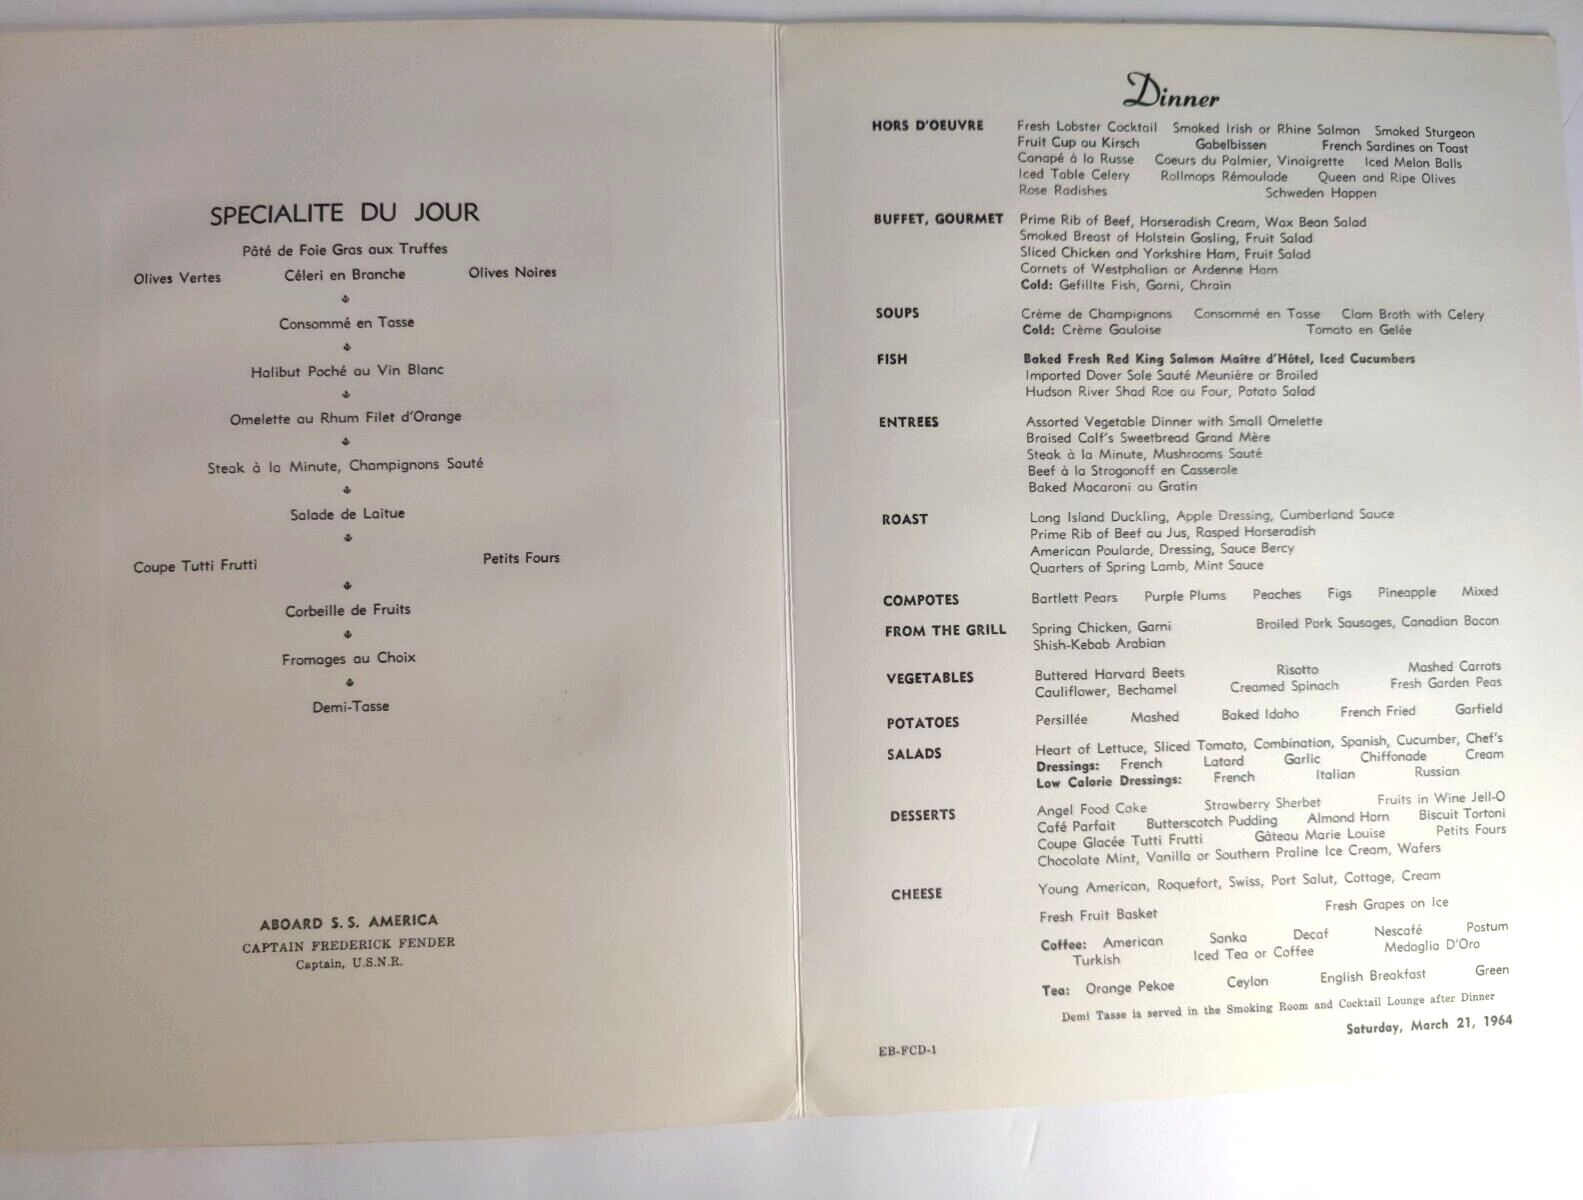 SPECIALITE DU JOUR
Pâté de Foie Gras aux Truffes
Olives Vertes Céleri en Branche Olives Noires
Consommé en Tasse
Halibut Poché au Vin Blanc
Omelette au Rhum Filet d'Orange
Steak à la Minute, Champignons Sauté
Salade de Laitue
Coupe Tutti Frutti Petits Fours
Corbeille de Fruits
Fromages au Choix
Demi-Tasse
ABOARD S. S. AMERICA
CAPTAIN FREDERICK FENDER
Captain, U.S.N.R.
Dinner
HORS D'OEUVRE Fresh Lobster Cocktail Smoked Irish or Rhine Salmon Smoked Sturgeon
Fruit Cup au Kirsch Gabelbissen French Sardines on Toast
Canapé à la Russe Coeurs du Palmier, Vinaigrette Iced Melon Balls
Iced Table Celery Rollmops Rémoulade Queen and Ripe Olives
Rose Radishes Schweden Happen
BUFFET, GOURMET Prime Rib of Beef, Horseradish Cream, Wax Bean Salad
Smoked Breast of Holstein Gosling, Fruit Salad
Sliced Chicken and Yorkshire Ham, Fruit Salad
Cornets of Westphalian or Ardenne Ham
Cold: Gefillte Fish, Garni, Chrain
SOUPS Crème de Champignons Consommé en Tasse Clam Broth with Celery
Cold: Crème Gauloise Tomato en Gelée
FISH Baked Fresh Red King Salmon Maitre d'Hôtel, Iced Cucumbers
Imported Dover Sole Sauté Meunière or Broiled
Hudson River Shad Roe au Four, Potato Salad
ENTREES Assorted Vegetable Dinner with Small Omelette
Braised Calf's Sweetbread Grand Mère
Steak à la Minute, Mushrooms Sauté
Beef à la Strogonoff en Casserole
Baked Macaroni au Gratin
ROAST Long Island Duckling, Apple Dressing, Cumberland Sauce
Prime Rib of Beef au Jus, Rasped Horseradish
American Poularde, Dressing, Sauce Bercy
Quarters of Spring Lamb, Mint Sauce
COMPOTES Bartlett Pears Purple Plums Peaches Figs Pineapple Mixed
FROM THE GRILL Spring Chicken, Garni Broiled Pork Sausages, Canadian Bacon
Shish-Kebab Arabian
VEGETABLES Buttered Harvard Beets Risotto Mashed Carrots
Cauliflower, Bechamel Creamed Spinach Fresh Garden Peas
POTATOES Persillée Mashed Baked Idaho French Fried Garfield
SALADS Heart of Lettuce, Sliced Tomato, Combination, Spanish, Cucumber, Chef's
Dressings: French Latard Garlic Chiffonade Cream
Low Calorie Dressings: French Italian Russian
DESSERTS Angel Food Cake Strawberry Sherbet Fruits in Wine Jell-O
Café Parfait Butterscotch Pudding Almond Horn Biscuit Tortoni
Coupe Glacée Tutti Frutti Gâteau Marie Louise Petits Fours
Chocolate Mint, Vanilla or Southern Praline Ice Cream, Wafers
CHEESE Young American, Roquefort, Swiss, Port Salut, Cottage, Cream
Fresh Fruit Basket Fresh Grapes on Ice
Coffee: American Sanka Decaf Nescafé Postum
Turkish Iced Tea or Coffee Medaglia D'Oro
Tea: Orange Pekoe Ceylon English Breakfast Green
Demi Tasse is served in the Smoking Room and Cocktail Lounge after Dinner
Saturday, March 21, 1964
EB-FCD-1